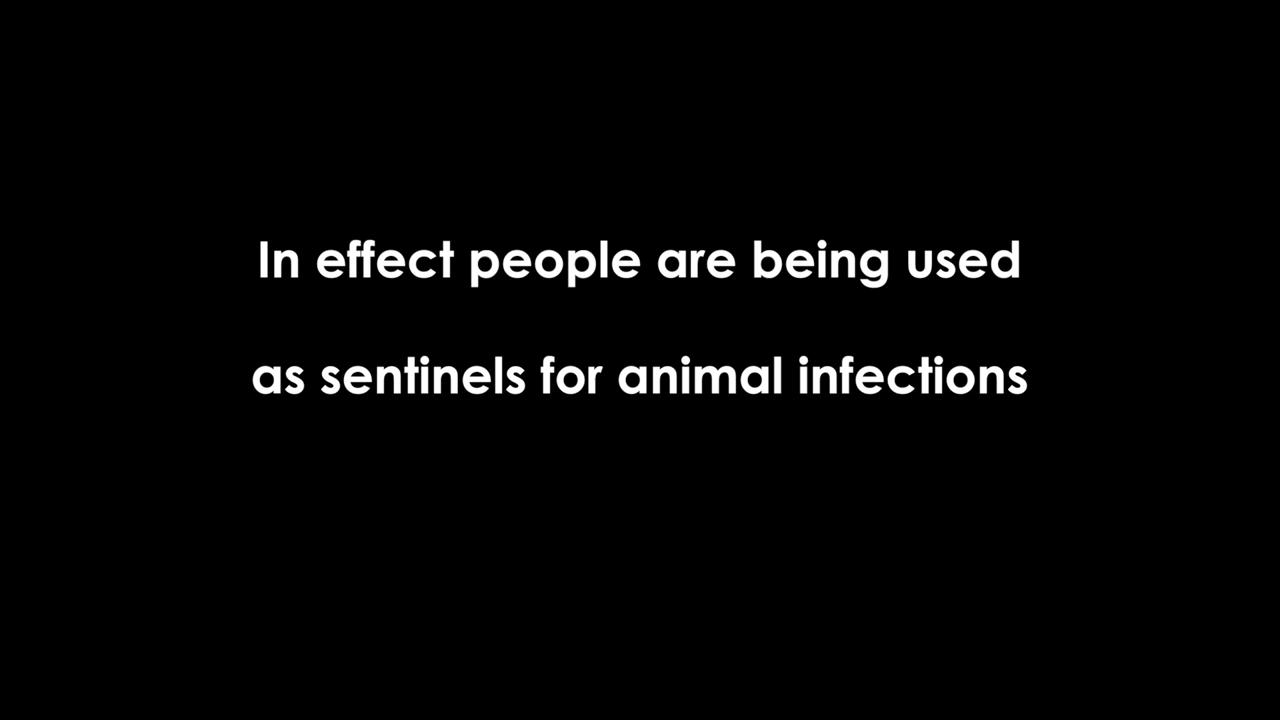 In effect people are being used
as sentinels for animal infections